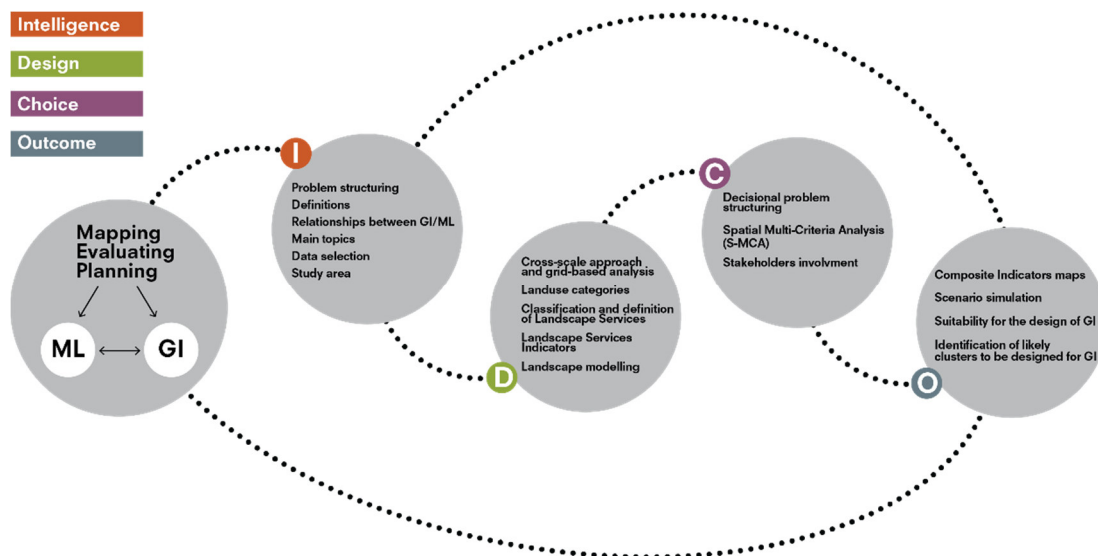 Intelligence
Design
Choice
Outcome
Mapping
Evaluating
Planning
ML
GI
I
Problem structuring
Definitions
Relationships between GI/ML
Main topics
Data selection
Study area
D
Cross-scale approach
and grid-based analysis
Landuse categories
Classification and definition
of Landscape Services
Landscape Services
Indicators
Landscape modelling
C
Decisional problem
structuring
Spatial Multi-Criteria Analysis
(S-MCA)
Stakeholders involvment
O
Composite Indicators maps
Scenario simulation
Suitability for the design of GI
Identification of likely
clusters to be designed for GI